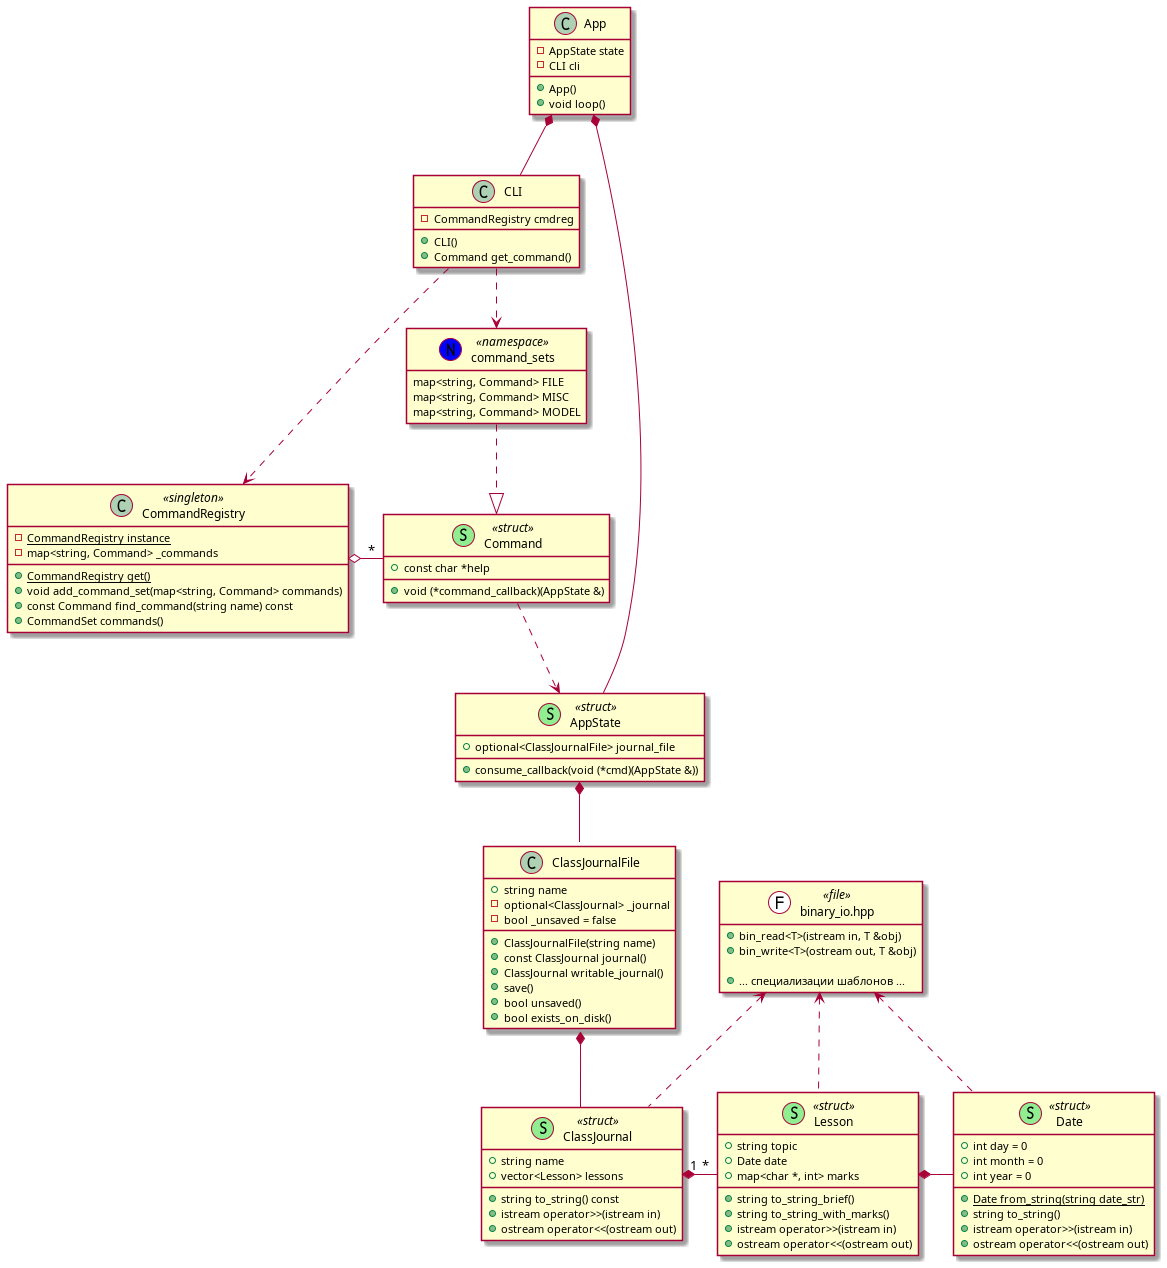 C App
AppState state
CLI cli
App()
void loop()
C CLI
CommandRegistry cmdreg
CLI()
Command get_command()
N «namespace»
command_sets
map<string, Command> FILE
map<string, Command> MISC
map<string, Command> MODEL
C «singleton»
CommandRegistry
CommandRegistry instance
map<string, Command> _commands
CommandRegistry get()
void add_command_set(map<string, Command> commands)
const Command find_command(string name) const
CommandSet commands()
*
S «struct»
Command
const char *help
void (*command_callback)(AppState &)
S «struct»
AppState
optional<ClassJournalFile> journal_file
consume_callback(void (*cmd)(AppState &))
C ClassJournalFile
string name
optional<ClassJournal> _journal
bool _unsaved = false
ClassJournalFile(string name)
const ClassJournal journal()
ClassJournal writable_journal()
save()
bool unsaved()
bool exists_on_disk()
F «file»
binary_io.hpp
bin_read<T>(istream in, T &obj)
bin_write<T>(ostream out, T &obj)
... специализации шаблонов ...
S «struct»
ClassJournal
string name
vector<Lesson> lessons
string to_string() const
istream operator>>(istream in)
ostream operator<<(ostream out)
1 *
S «struct»
Lesson
string topic
Date date
map<char *, int> marks
string to_string_brief()
string to_string_with_marks()
istream operator>>(istream in)
ostream operator<<(ostream out)
S «struct»
Date
int day = 0
int month = 0
int year = 0
Date from_string(string date_str)
string to_string()
istream operator>>(istream in)
ostream operator<<(ostream out)